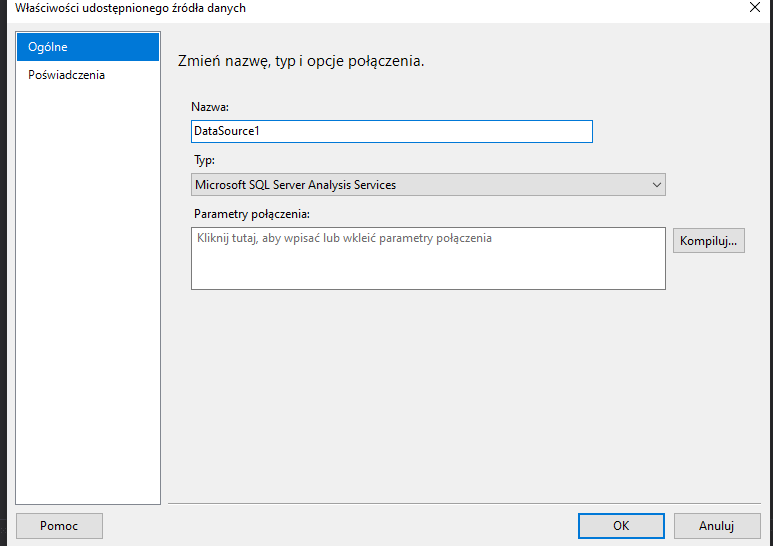 Właściwości udostępnionego źródła danych
Ogólne
Poświadczenia
Zmień nazwę, typ i opcje połączenia.
Nazwa:
DataSource1
Typ:
Microsoft SQL Server Analysis Services
Parametry połączenia:
Kliknij tutaj, aby wpisać lub wkleić parametry połączenia
Kompiluj...
Pomoc
OK
Anuluj